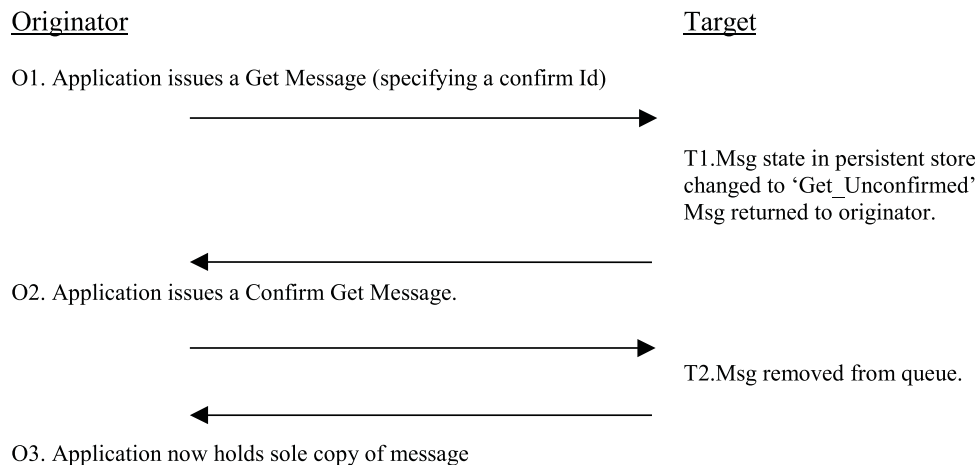 Originator
Target
O1. Application issues a Get Message (specifying a confirm Id)
T1.Msg state in persistent store
changed to ‘Get_Unconfirmed’
Msg returned to originator.
O2. Application issues a Confirm Get Message.
T2.Msg removed from queue.
O3. Application now holds sole copy of message